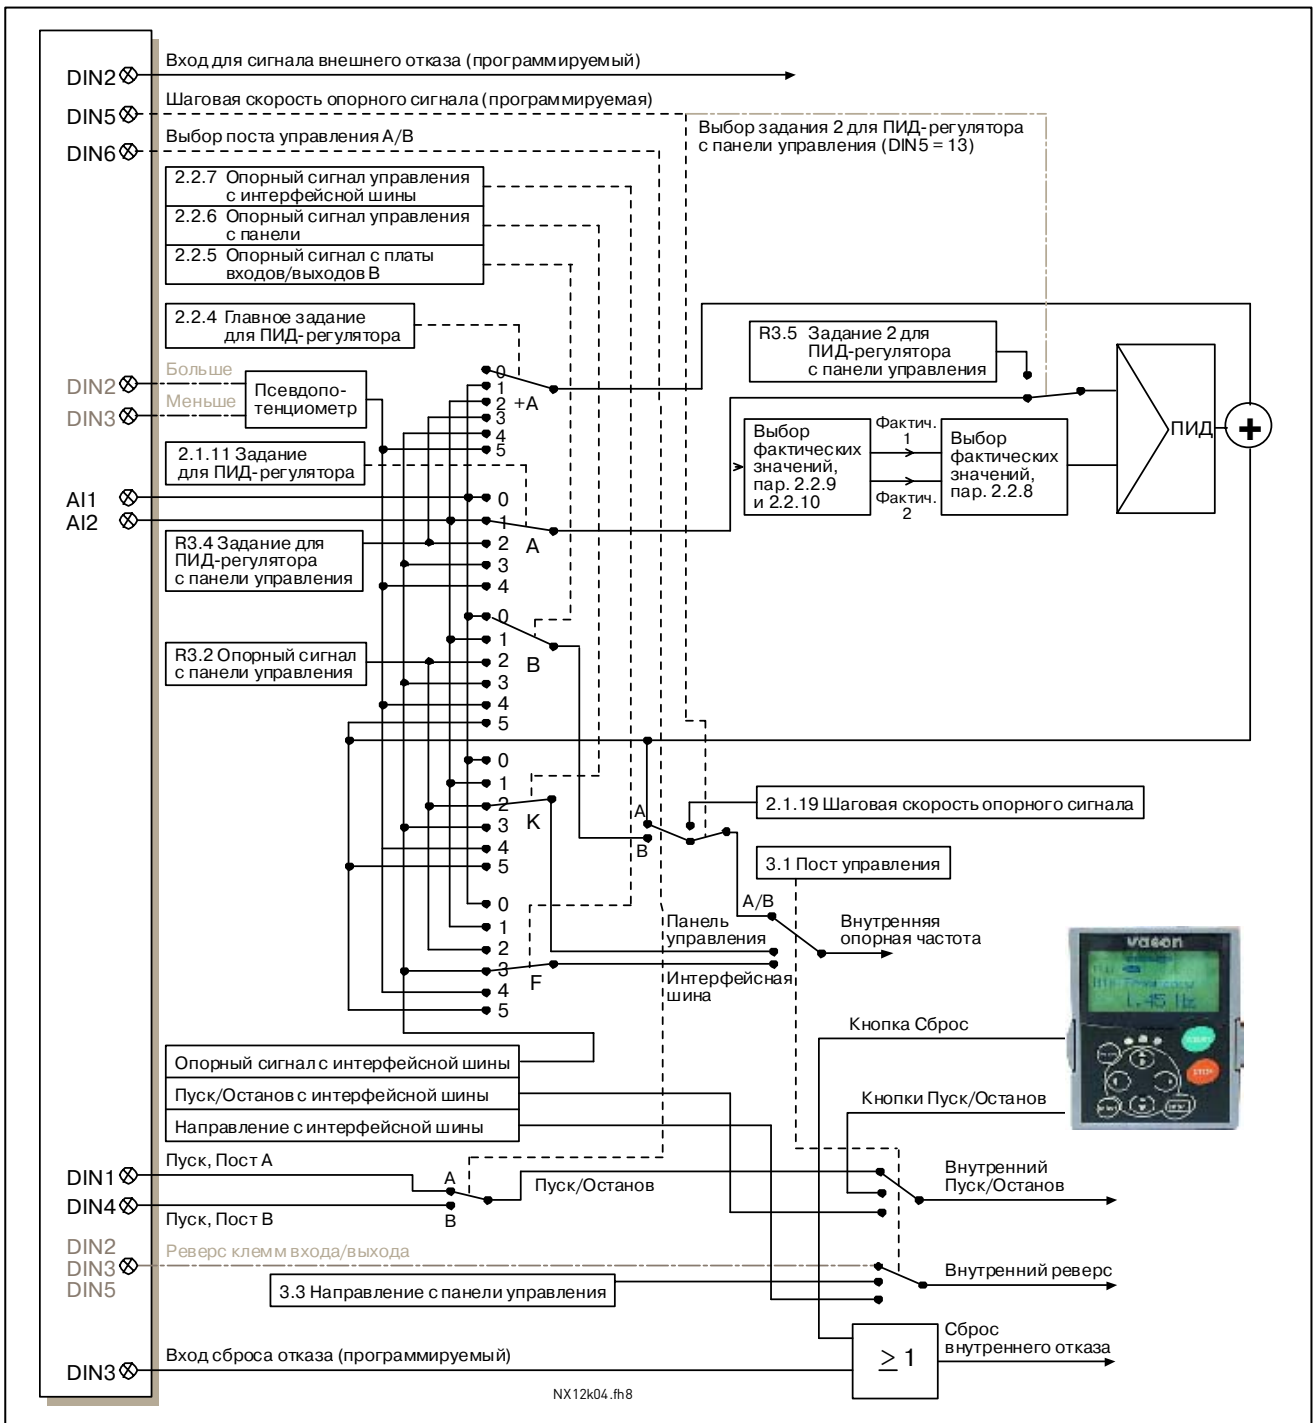 Вход для сигнала внешнего отказа (программируемый)
DIN2
Шаговая скорость опорного сигнала (программируемая)
DIN5
Выбор задания 2 для ПИД-регулятора
с панели управления (DIN5 = 13)
Выбор поста управления A/B
DIN6
2.2.7 Опорный сигнал управления
с интерфейсной шины
2.2.6 Опорный сигнал управления
с панели
2.2.5 Опорный сигнал с платы
входов/выходов B
2.2.4 Главное задание
для ПИД-регулятора
R3.5 Задание 2 для
ПИД-регулятора
с панели управления
Больше
DIN2
Меньше
DIN3
Псевдопо-
тенциометр
0
1
2
+A
3
4
5
Выбор
фактических
значений,
пар. 2.2.9
и 2.2.10
Фактич.
1
Фактич.
2
Выбор
фактических
значений,
пар. 2.2.8
ПИД
+
2.1.11 Задание
для ПИД-регулятора
AI1
AI2
0
1
2
A
3
4
R3.4 Задание для
ПИД-регулятора
с панели управления
0
1
2
B
3
4
5
R3.2 Опорный сигнал
с панели управления
0
1
2
K
3
4
5
A
B
2.1.19 Шаговая скорость опорного сигнала
3.1 Пост управления
0
1
2
3
F
4
5
A/B
Панель
управления
Интерфейсная
шина
Внутренняя
опорная частота
vacon
1.45 Hz
START
STOP
Кнопка Сброс
Опорный сигнал с интерфейсной шины
Пуск/Останов с интерфейсной шины
Направление с интерфейсной шины
Кнопки Пуск/Останов
Пуск, Пост A
DIN1
DIN4
Пуск, Пост B
A
B
Пуск/Останов
Внутренний
Пуск/Останов
DIN2
DIN3
DIN5
Реверс клемм входа/выхода
3.3 Направление с панели управления
Внутренний реверс
Вход сброса отказа (программируемый)
DIN3
≥ 1
Сброс
внутреннего отказа
NX12k04.fh8